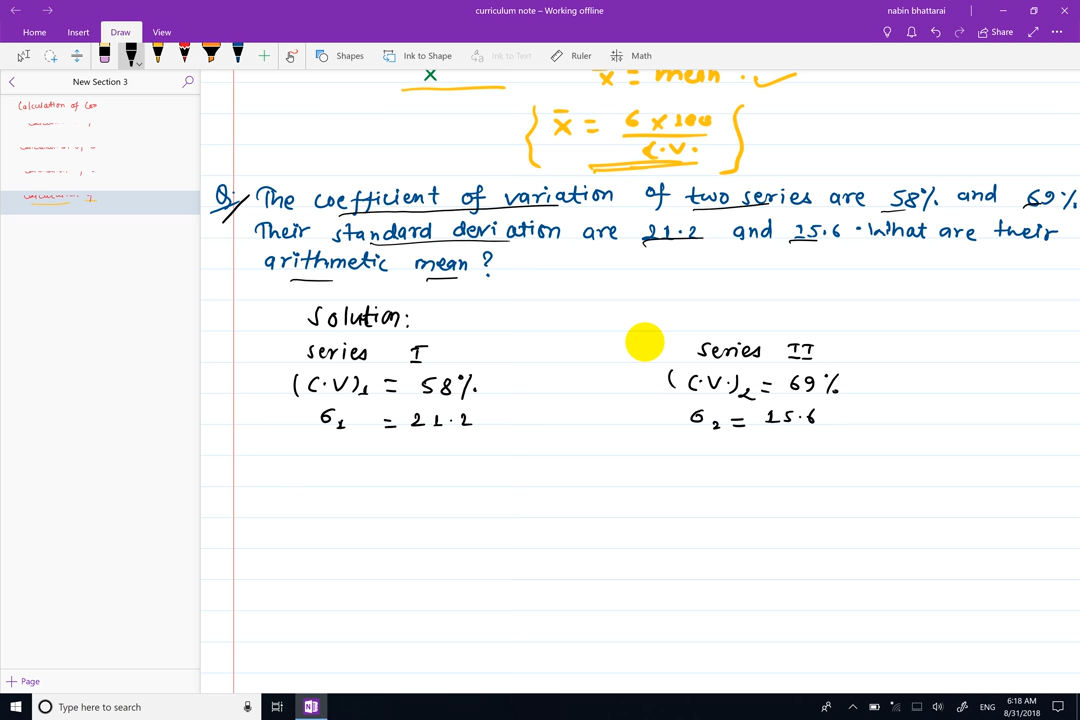 curriculum note – Working offline
nabin bhattarai
Home Insert Draw View
Share
Shapes Ink to Shape Ink to Text Ruler Math
New Section 3
Calculation of Coe
x
x̄ = mean . ✓
{ x̄ = 6 × 100 / C.V. }
Q: The coefficient of variation of two series are 58% and 69%.
Their standard deviation are 21.2 and 15.6 . What are their
arithmetic mean ?
Solution:
Series I
Series II
(C.V)1 = 58%
(C.V.)2 = 69%
σ1 = 21.2
σ2 = 15.6
+ Page
Type here to search
ENG
6:18 AM
8/31/2018